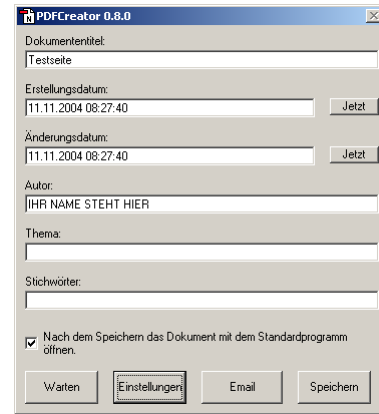 PDFCreator 0.8.0
Dokumententitel:
Testseite
Erstellungsdatum:
11.11.2004 08:27:40
Jetzt
Änderungsdatum:
11.11.2004 08:27:40
Jetzt
Autor:
IHR NAME STEHT HIER
Thema:
Stichwörter:
Nach dem Speichern das Dokument mit dem Standardprogramm
öffnen.
Warten Einstellungen Email Speichern